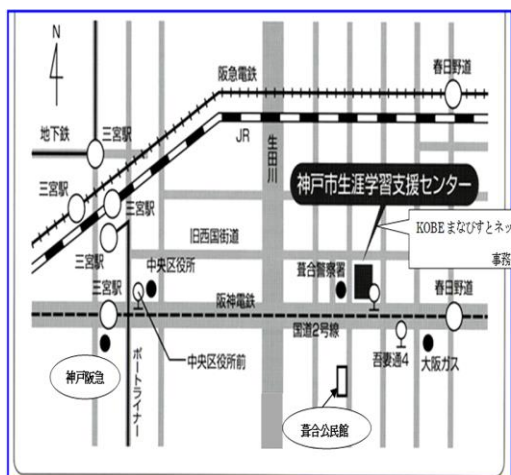 N
阪急電鉄
春日野道
地下鉄
三宮駅
JR
生田川
三宮駅
三宮駅
神戸市生涯学習支援センター
KOBEまなびすとネッ
事務
旧西国街道
三宮駅
中央区役所
葺合警察署
三宮駅
阪神電鉄
春日野道
国道2号線
神戸阪急
ポートライナー
中央区役所前
吾妻通4
大阪ガス
葺合公民館